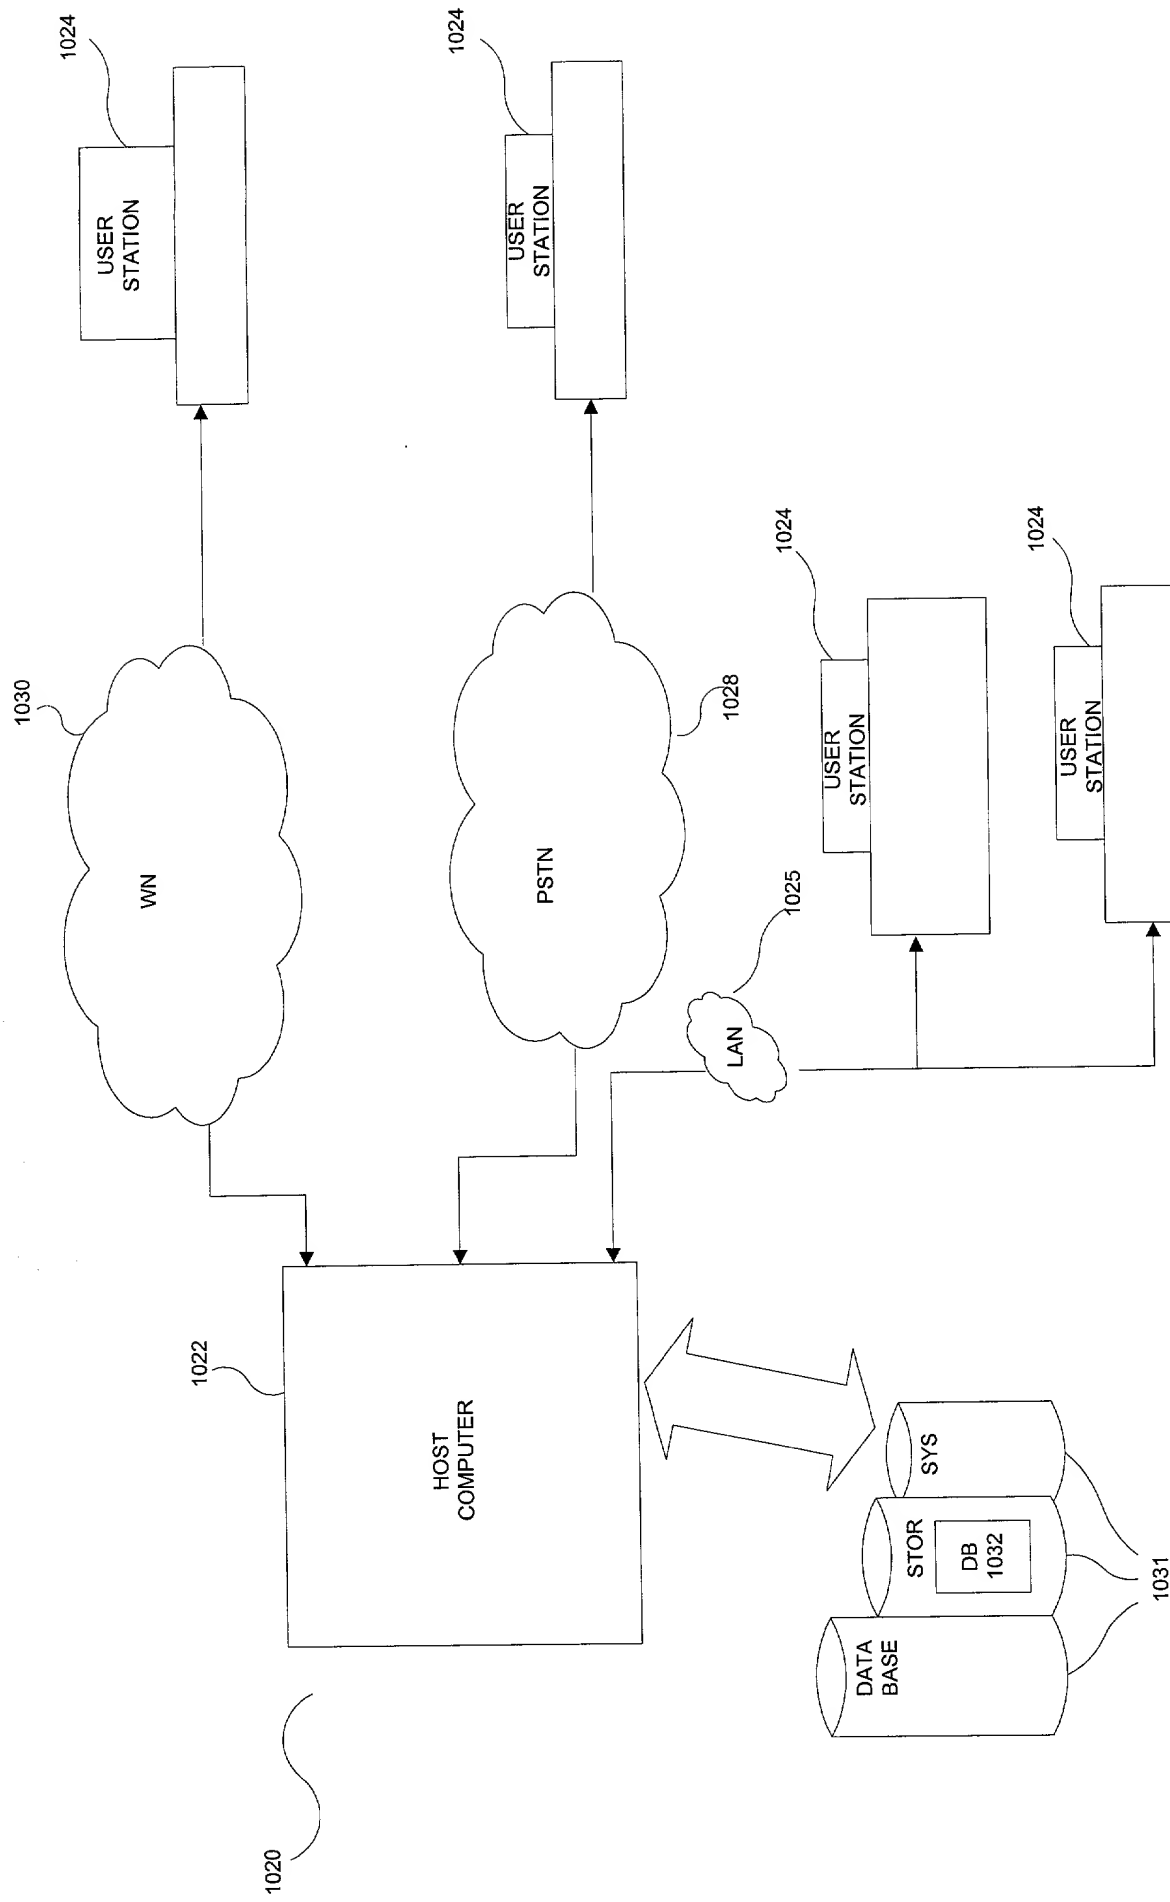 1020
1022
HOST
COMPUTER
DATA
BASE
STOR
DB
1032
SYS
1031
1030
WN
PSTN
1028
LAN
1025
USER
STATION
1024
USER
STATION
1024
USER
STATION
1024
USER
STATION
1024